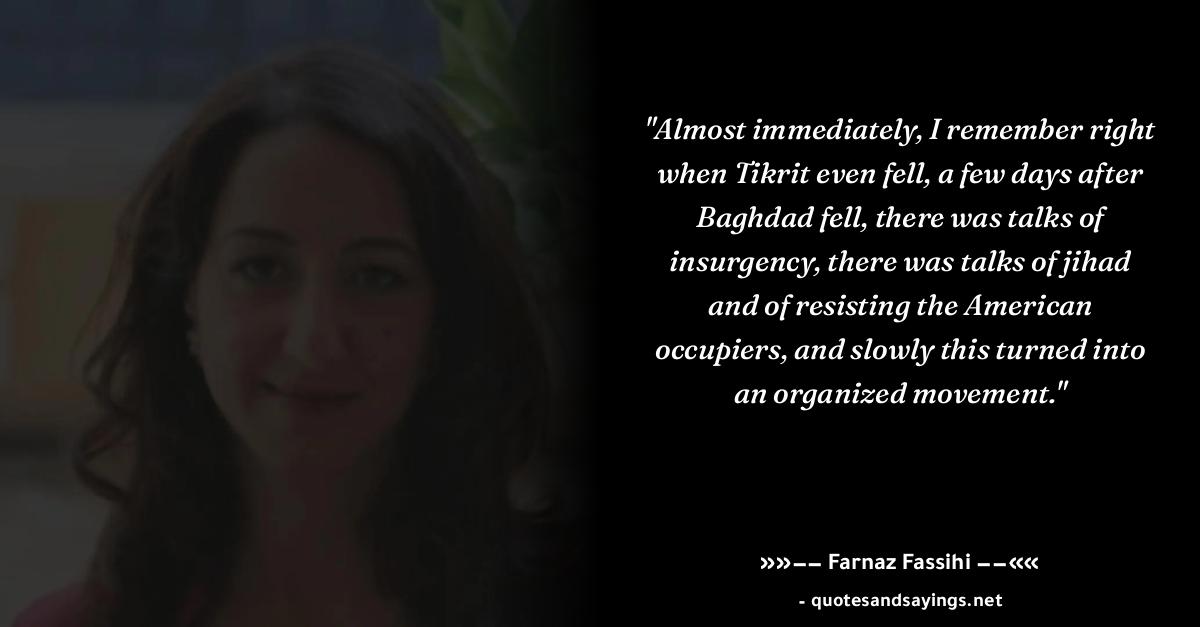 "Almost immediately, I remember right
when Tikrit even fell, a few days after
Baghdad fell, there was talks of
insurgency, there was talks of jihad
and of resisting the American
occupiers, and slowly this turned into
an organized movement."
»»−− Farnaz Fassihi −−««
- quotesandsayings.net